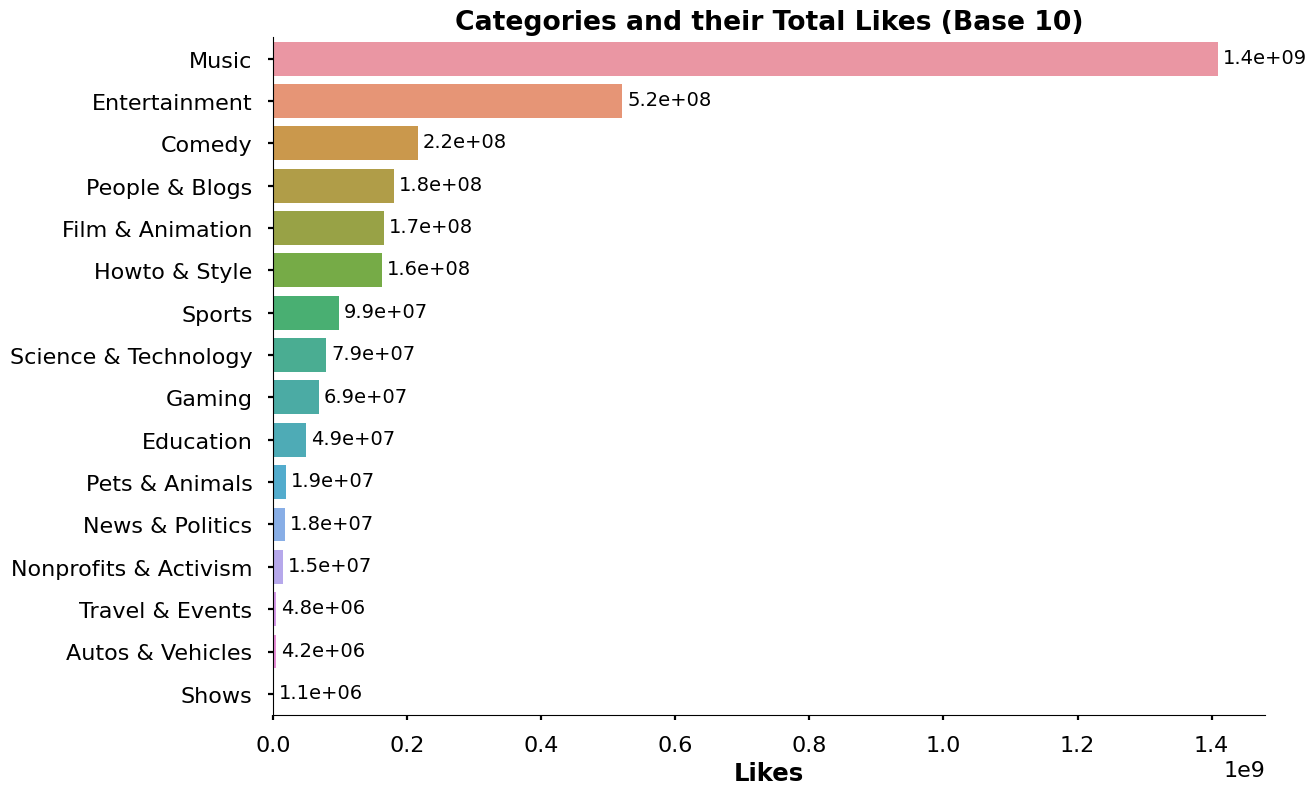 Categories and their Total Likes (Base 10)
Music 1.4e+09
Entertainment 5.2e+08
Comedy 2.2e+08
People & Blogs 1.8e+08
Film & Animation 1.7e+08
Howto & Style 1.6e+08
Sports 9.9e+07
Science & Technology 7.9e+07
Gaming 6.9e+07
Education 4.9e+07
Pets & Animals 1.9e+07
News & Politics 1.8e+07
Nonprofits & Activism 1.5e+07
Travel & Events 4.8e+06
Autos & Vehicles 4.2e+06
Shows 1.1e+06
0.0 0.2 0.4 0.6 0.8 1.0 1.2 1.4
1e9
Likes